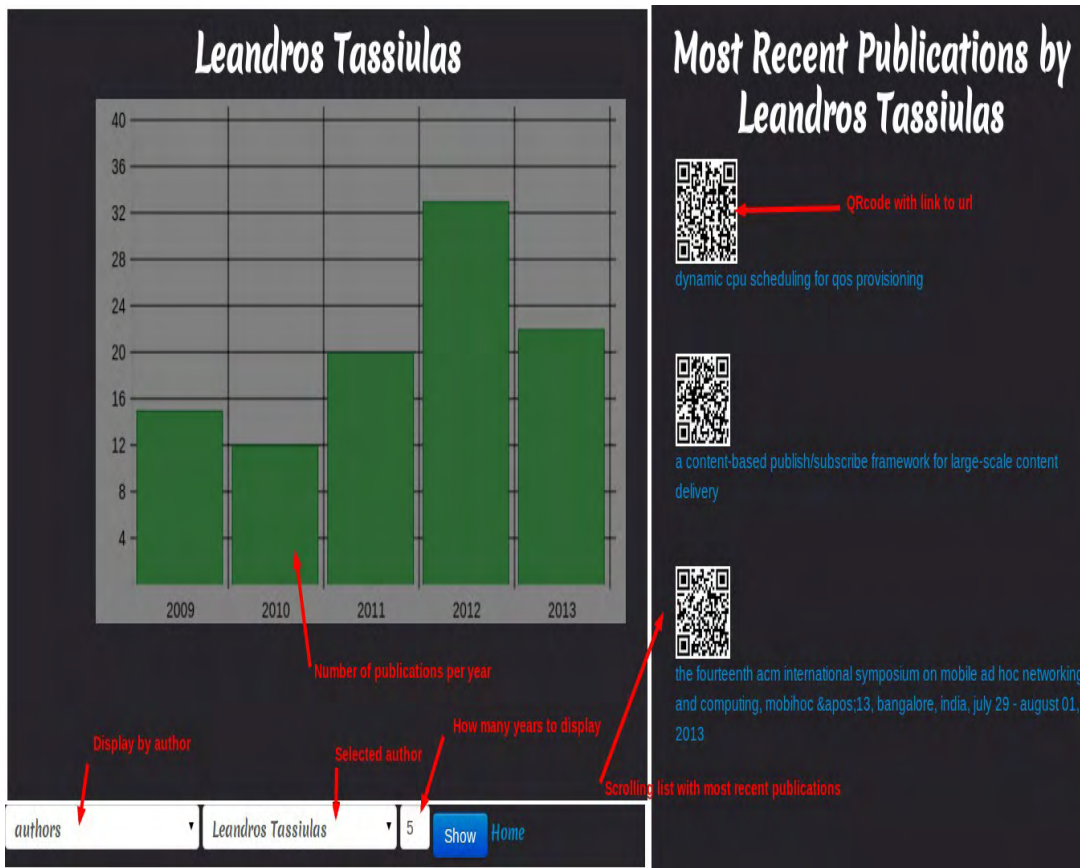 Leandros Tassiulas
40
36
32
28
24
20
16
12
8
4
2009 2010 2011 2012 2013
Number of publications per year
How many years to display
Display by author
Selected author
authors
Leandros Tassiulas
5
Show
Home
Most Recent Publications by
Leandros Tassiulas
QRcode with link to url
dynamic cpu scheduling for qos provisioning
a content-based publish/subscribe framework for large-scale content
delivery
the fourteenth acm international symposium on mobile ad hoc networking
and computing, mobihoc &apos;13, bangalore, india, july 29 - august 01,
2013
Scrolling list with most recent publications